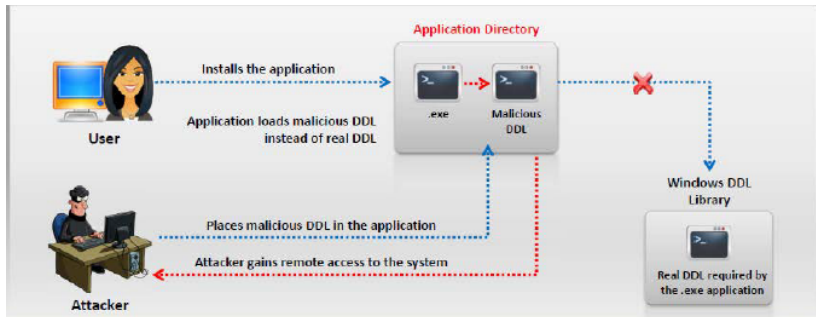 Application Directory
Installs the application
.exe
Malicious
DDL
User
Application loads malicious DDL
instead of real DDL
Windows DDL
Library
Places malicious DDL in the application
Attacker gains remote access to the system
Real DDL required by
the .exe application
Attacker